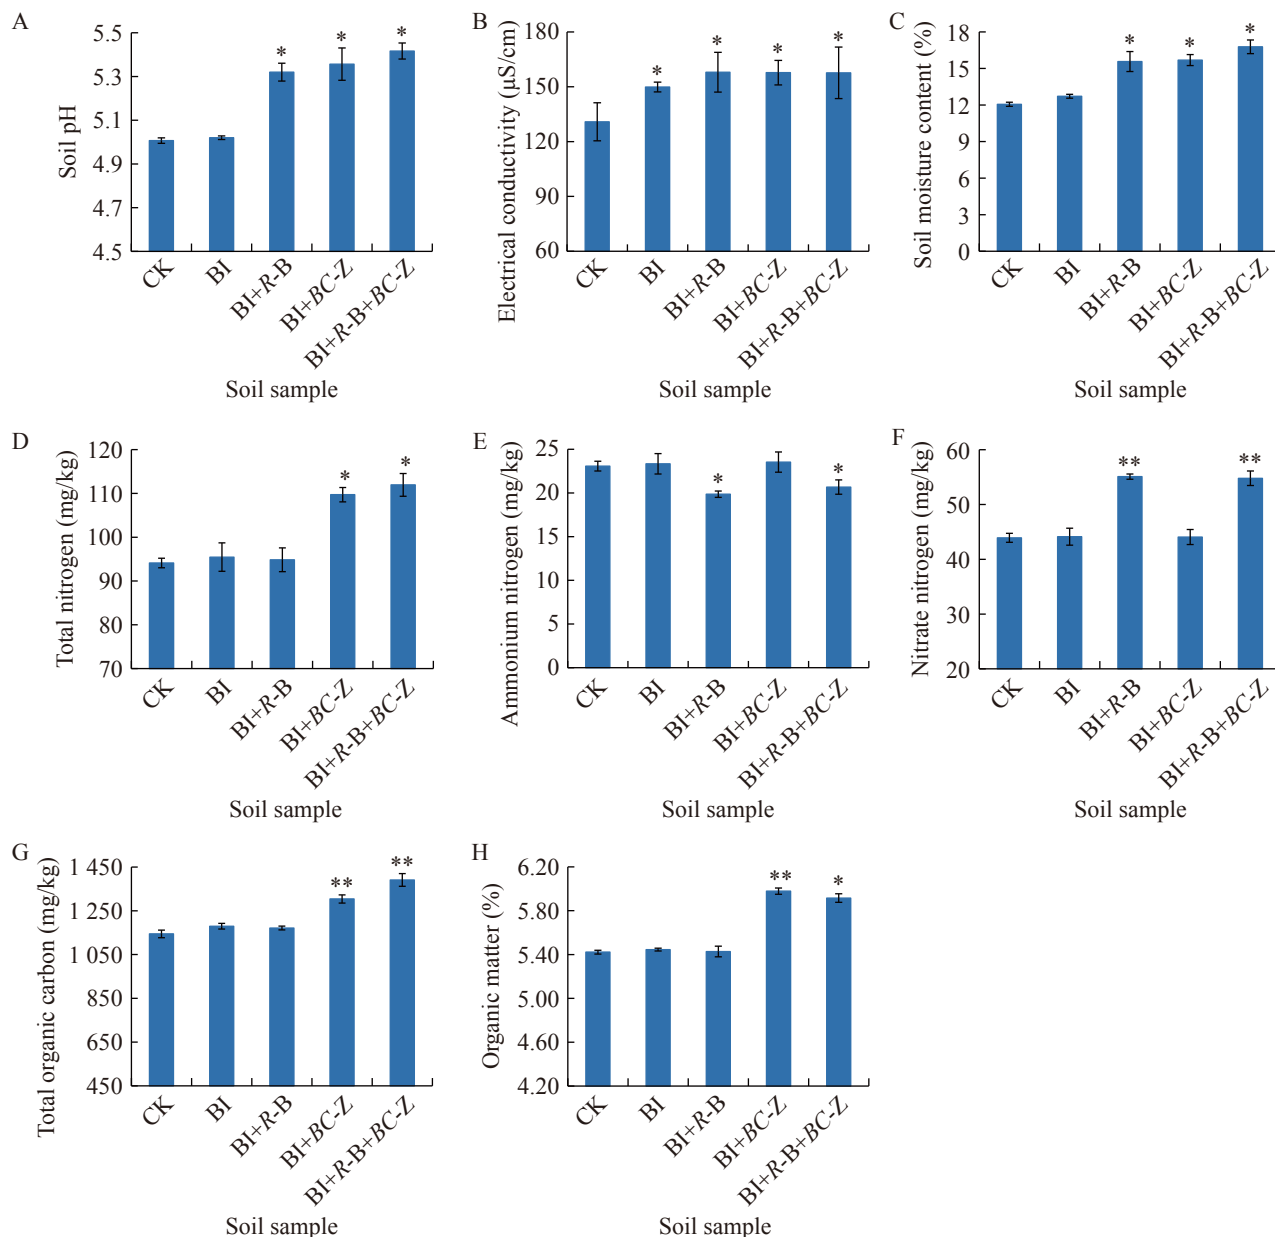 A
Soil pH
5.5
5.3
5.1
4.9
4.7
4.5
*
*
*
CK
BI
BI+R-B
BI+BC-Z
BI+R-B+BC-Z
Soil sample
B
Electrical conductivity (μS/cm)
180
150
120
90
60
*
*
*
*
CK
BI
BI+R-B
BI+BC-Z
BI+R-B+BC-Z
Soil sample
C
Soil moisture content (%)
18
15
12
9
6
3
0
*
*
*
CK
BI
BI+R-B
BI+BC-Z
BI+R-B+BC-Z
Soil sample
D
Total nitrogen (mg/kg)
120
110
100
90
80
70
*
*
CK
BI
BI+R-B
BI+BC-Z
BI+R-B+BC-Z
Soil sample
E
Ammonium nitrogen (mg/kg)
25
20
15
10
5
0
*
*
CK
BI
BI+R-B
BI+BC-Z
BI+R-B+BC-Z
Soil sample
F
Nitrate nitrogen (mg/kg)
60
50
40
30
20
**
**
CK
BI
BI+R-B
BI+BC-Z
BI+R-B+BC-Z
Soil sample
G
Total organic carbon (mg/kg)
1 450
1 250
1 050
850
650
450
**
**
CK
BI
BI+R-B
BI+BC-Z
BI+R-B+BC-Z
Soil sample
H
Organic matter (%)
6.20
5.80
5.40
5.00
4.60
4.20
**
*
CK
BI
BI+R-B
BI+BC-Z
BI+R-B+BC-Z
Soil sample